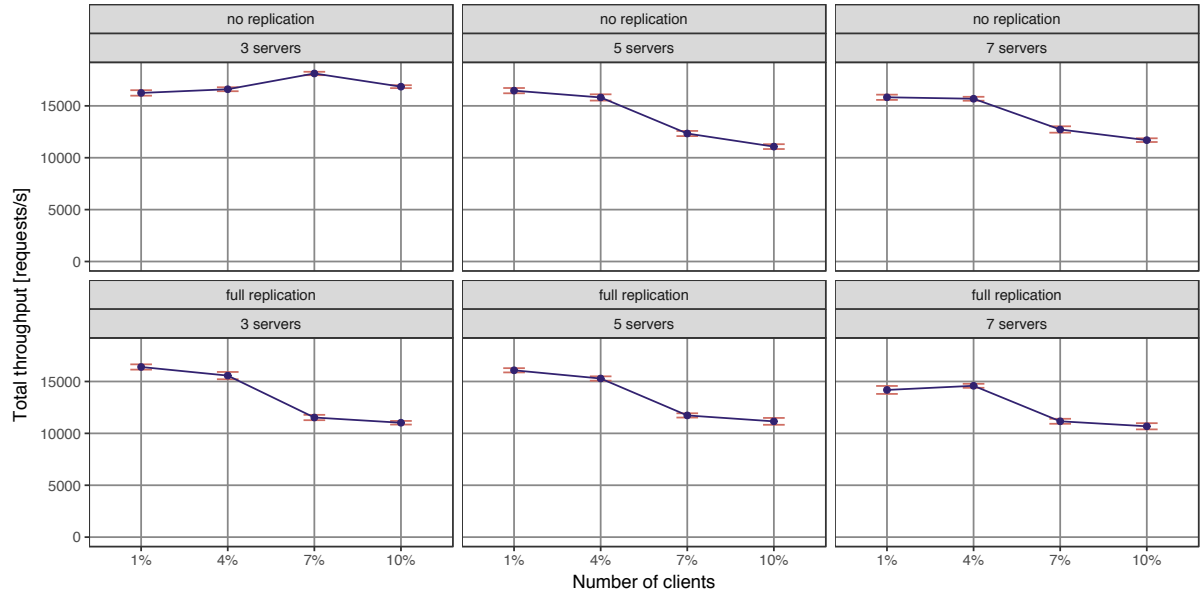 no replication
no replication
no replication
3 servers
5 servers
7 servers
15000
10000
5000
0
full replication
full replication
full replication
3 servers
5 servers
7 servers
15000
10000
5000
0
Total throughput [requests/s]
1% 4% 7% 10%
1% 4% 7% 10%
1% 4% 7% 10%
Number of clients